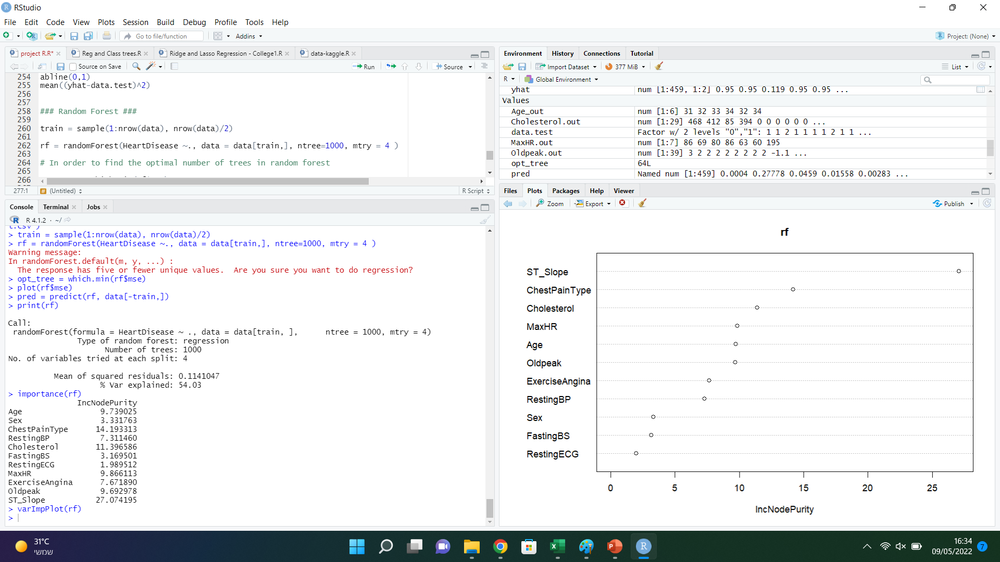 RStudio
File Edit Code View Plots Session Build Debug Profile Tools Help
Go to file/function Addins Project: (None)
project R.R* Reg and Class trees.R Ridge and Lasso Regression - College1.R data-kaggle.R
Source on Save Run Source
254 abline(0,1)
255 mean((yhat-data.test)^2)
256
257
258 ### Random Forest ###
259
260 train = sample(1:nrow(data), nrow(data)/2)
261
262 rf = randomForest(HeartDisease ~., data = data[train,], ntree=1000, mtry = 4 )
263
264 # In order to find the optimal number of trees in random forest
265
266
277:1 # (Untitled) R Script
Console Terminal Jobs
R R 4.1.2 · ~/
> train = sample(1:nrow(data), nrow(data)/2)
> rf = randomForest(HeartDisease ~., data = data[train,], ntree=1000, mtry = 4 )
Warning message:
In randomForest.default(m, y, ...) :
The response has five or fewer unique values.  Are you sure you want to do regression?
> opt_tree = which.min(rf$mse)
> plot(rf$mse)
> pred = predict(rf, data[-train,])
> print(rf)
Call:
randomForest(formula = HeartDisease ~ ., data = data[train, ],      ntree = 1000, mtry = 4)
Type of random forest: regression
Number of trees: 1000
No. of variables tried at each split: 4
Mean of squared residuals: 0.1141047
% Var explained: 54.03
> importance(rf)
IncNodePurity
Age 9.739025
Sex 3.331763
ChestPainType 14.193313
RestingBP 7.311460
Cholesterol 11.396586
FastingBS 3.169501
RestingECG 1.989512
MaxHR 9.866113
ExerciseAngina 7.671890
Oldpeak 9.692978
ST_Slope 27.074195
> varImpPlot(rf)
>
Environment History Connections Tutorial
Import Dataset 377 MiB List
R Global Environment
yhat num [1:459, 1:2] 0.95 0.95 0.119 0.95 0.95 ...
Values
Age_out num [1:6] 31 32 33 34 32 34
Cholesterol.out num [1:29] 468 412 85 394 0 0 0 0 0 0 ...
data.test Factor w/ 2 levels "0","1": 1 1 2 1 1 1 1 2 1 1 ...
MaxHR.out num [1:7] 86 69 80 86 63 60 195
Oldpeak.out num [1:39] 3 2 2 2 2 2 2 2 2 -1.1 ...
opt_tree 64L
pred Named num [1:459] 0.0004 0.27778 0.0459 0.01558 0.00283 ...
Files Plots Packages Help Viewer
Zoom Export Publish
rf
ST_Slope
ChestPainType
Cholesterol
MaxHR
Age
Oldpeak
ExerciseAngina
RestingBP
Sex
FastingBS
RestingECG
0 5 10 15 20 25
IncNodePurity
31°C
שמשי
16:34
09/05/2022
7